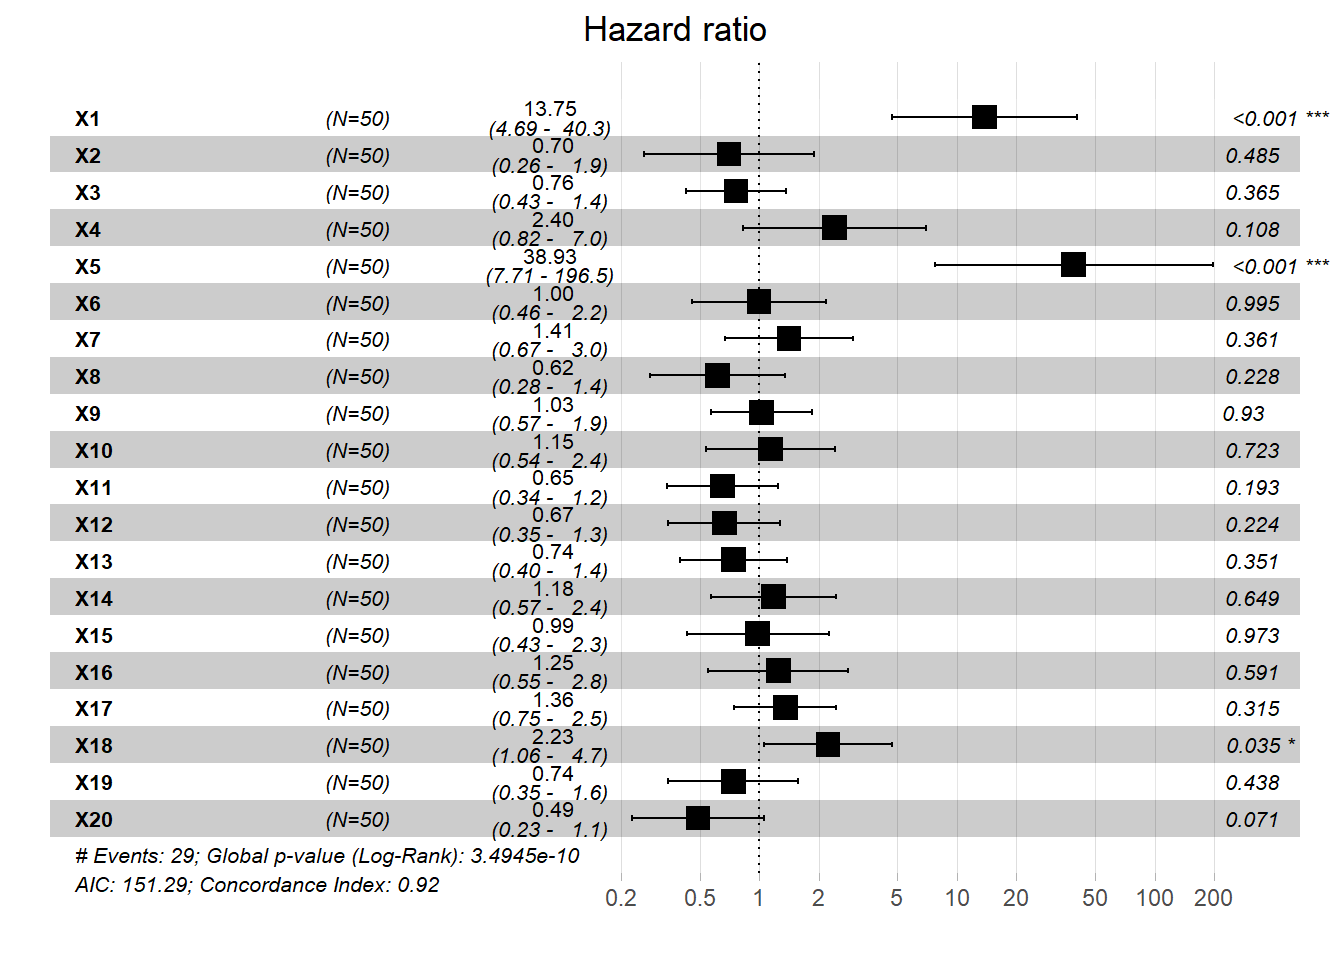 Hazard ratio
X1 (N=50) 13.75 (4.69 - 40.3) <0.001 ***
X2 (N=50) 0.70 (0.26 - 1.9) 0.485
X3 (N=50) 0.76 (0.43 - 1.4) 0.365
X4 (N=50) 2.40 (0.82 - 7.0) 0.108
X5 (N=50) 38.93 (7.71 - 196.5) <0.001 ***
X6 (N=50) 1.00 (0.46 - 2.2) 0.995
X7 (N=50) 1.41 (0.67 - 3.0) 0.361
X8 (N=50) 0.62 (0.28 - 1.4) 0.228
X9 (N=50) 1.03 (0.57 - 1.9) 0.93
X10 (N=50) 1.15 (0.54 - 2.4) 0.723
X11 (N=50) 0.65 (0.34 - 1.2) 0.193
X12 (N=50) 0.67 (0.35 - 1.3) 0.224
X13 (N=50) 0.74 (0.40 - 1.4) 0.351
X14 (N=50) 1.18 (0.57 - 2.4) 0.649
X15 (N=50) 0.99 (0.43 - 2.3) 0.973
X16 (N=50) 1.25 (0.55 - 2.8) 0.591
X17 (N=50) 1.36 (0.75 - 2.5) 0.315
X18 (N=50) 2.23 (1.06 - 4.7) 0.035 *
X19 (N=50) 0.74 (0.35 - 1.6) 0.438
X20 (N=50) 0.49 (0.23 - 1.1) 0.071
# Events: 29; Global p-value (Log-Rank): 3.4945e-10
AIC: 151.29; Concordance Index: 0.92
0.2 0.5 1 2 5 10 20 50 100 200